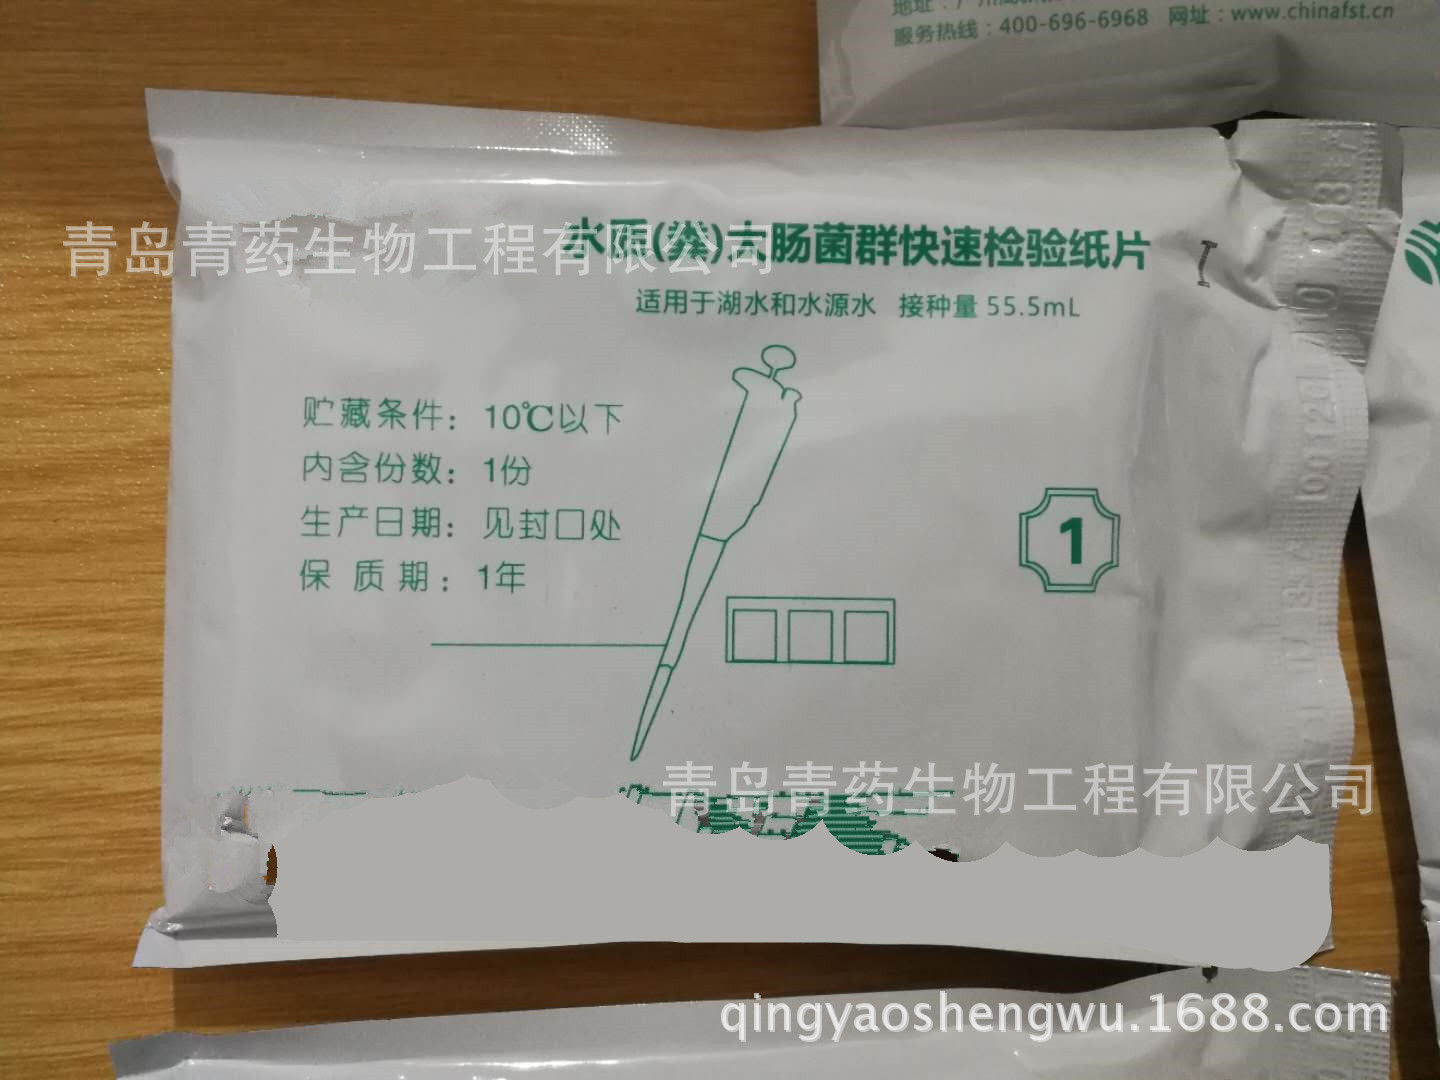 服务热线：400-696-6968 网址：www.chinafst.cn
青岛青药生物工程有限公司
水质(粪)大肠菌群快速检验纸片
适用于湖水和水源水 接种量 55.5mL
贮藏条件：10℃以下
内含份数：1份
生产日期：见封口处
保 质 期：1年
1
青岛青药生物工程有限公司
qingyaoshengwu.1688.com